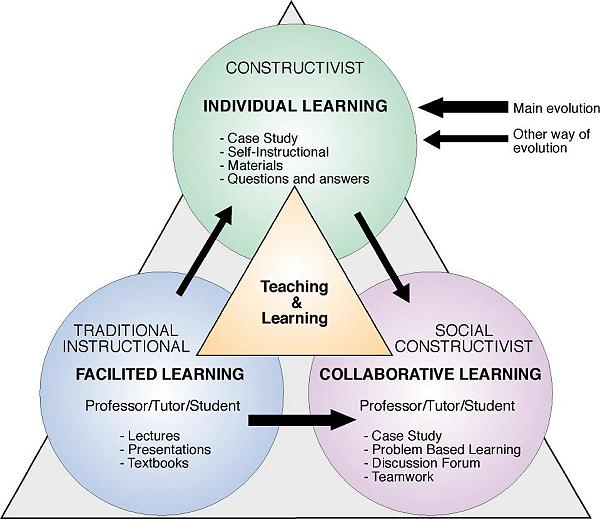 CONSTRUCTIVIST
INDIVIDUAL LEARNING
- Case Study
- Self-Instructional
- Materials
- Questions and answers
Main evolution
Other way of
evolution
Teaching
&
Learning
TRADITIONAL
INSTRUCTIONAL
FACILITED LEARNING
Professor/Tutor/Student
- Lectures
- Presentations
- Textbooks
SOCIAL
CONSTRUCTIVIST
COLLABORATIVE LEARNING
Professor/Tutor/Student
- Case Study
- Problem Based Learning
- Discussion Forum
- Teamwork